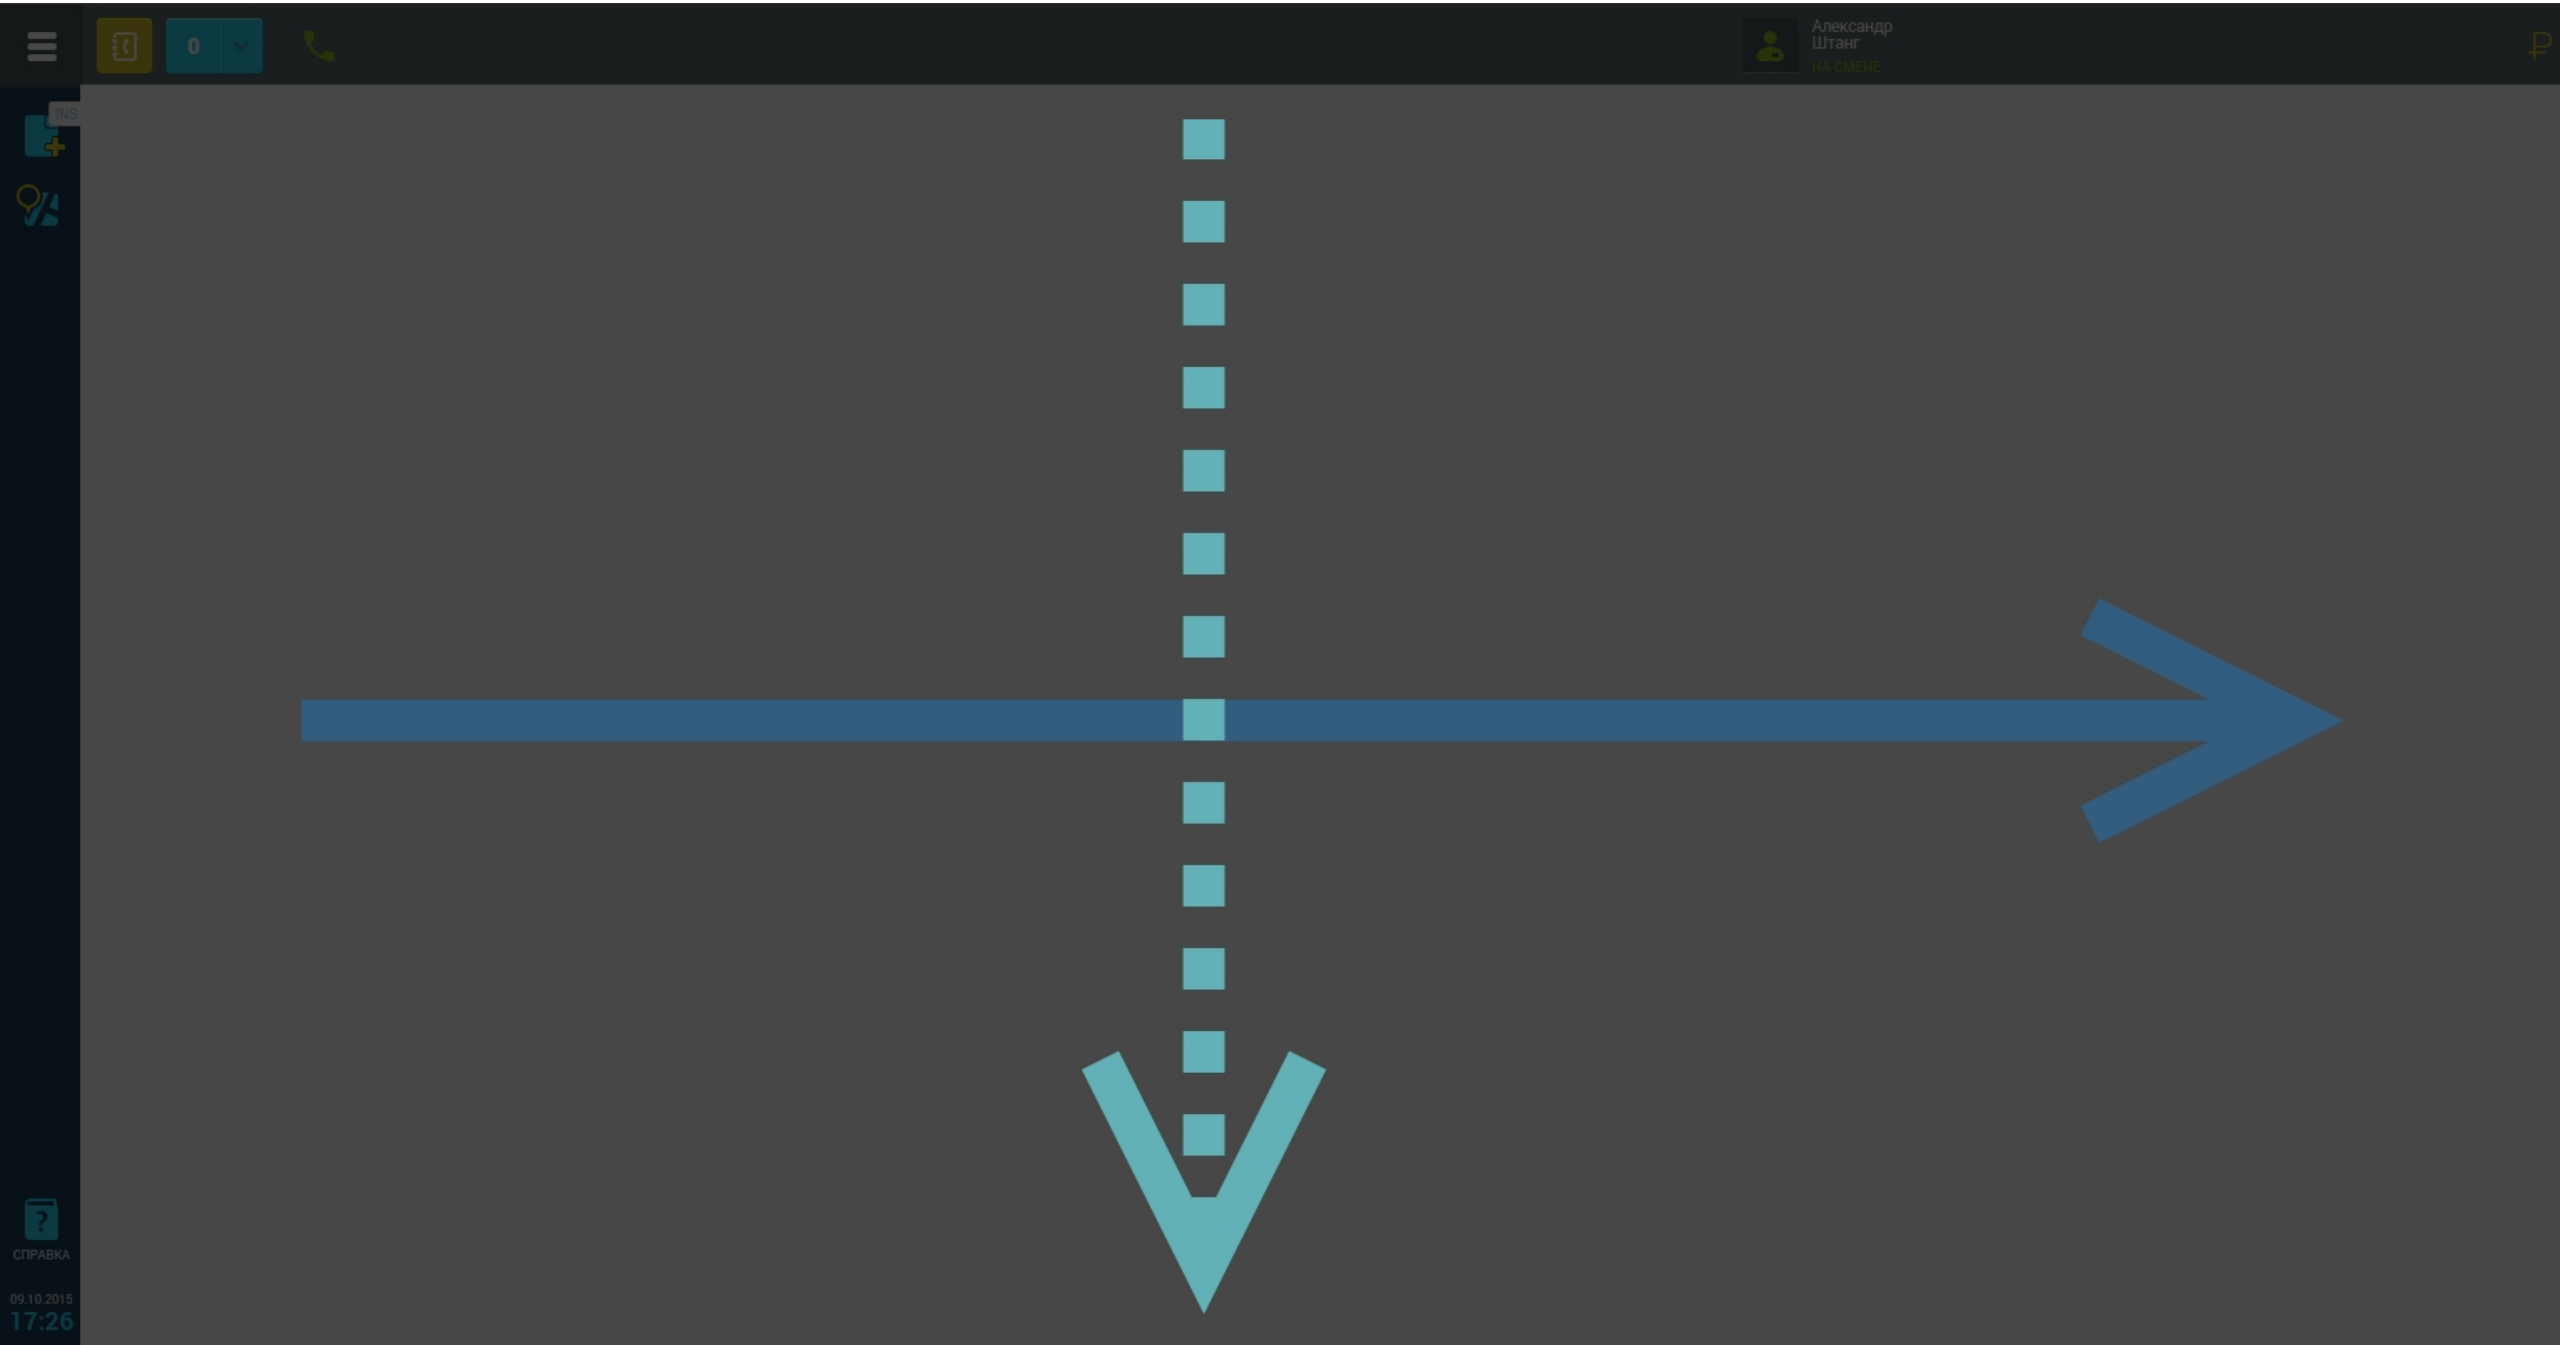 0
Александр
Штанг
НА СМЕНЕ
₽
INS
?
СПРАВКА
09.10.2015
17:26